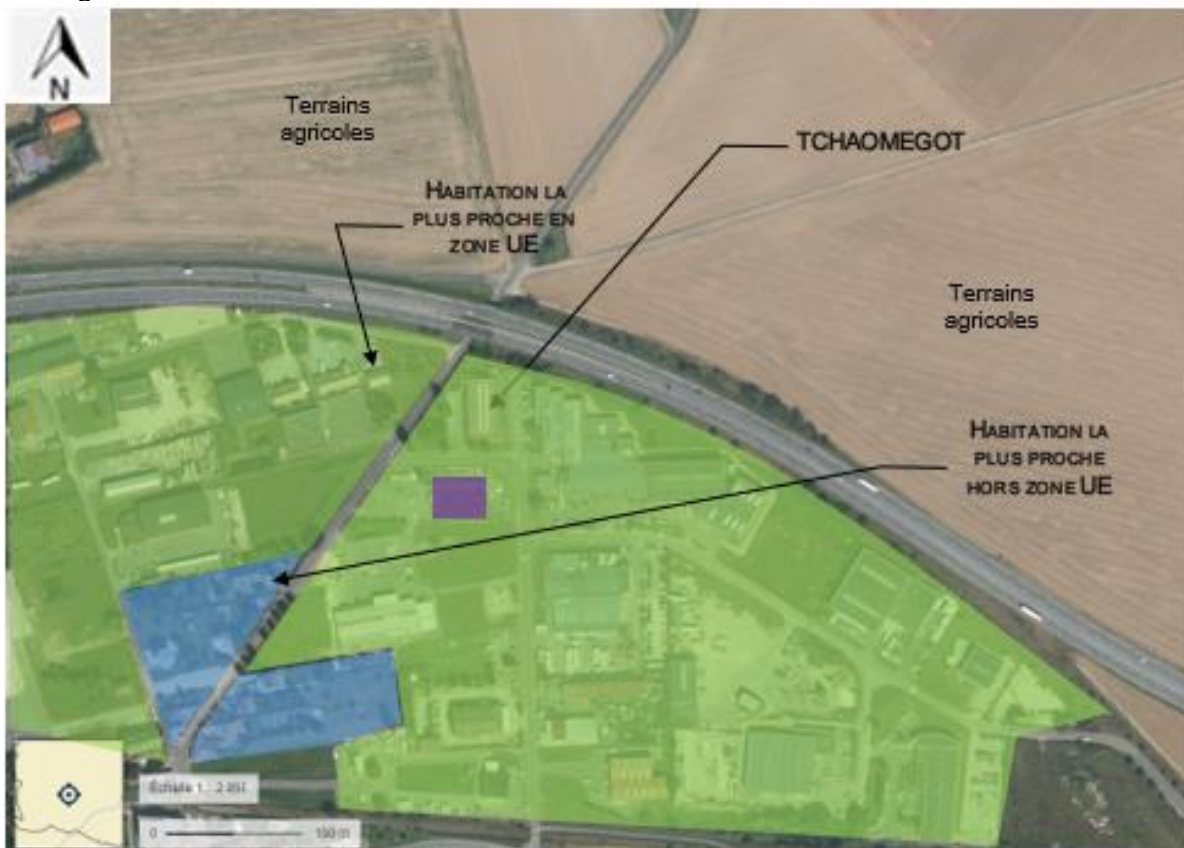 N
Terrains
agricoles
TCHAOMEGOT
HABITATION LA
PLUS PROCHE EN
ZONE UE
Terrains
agricoles
HABITATION LA
PLUS PROCHE
HORS ZONE UE
0